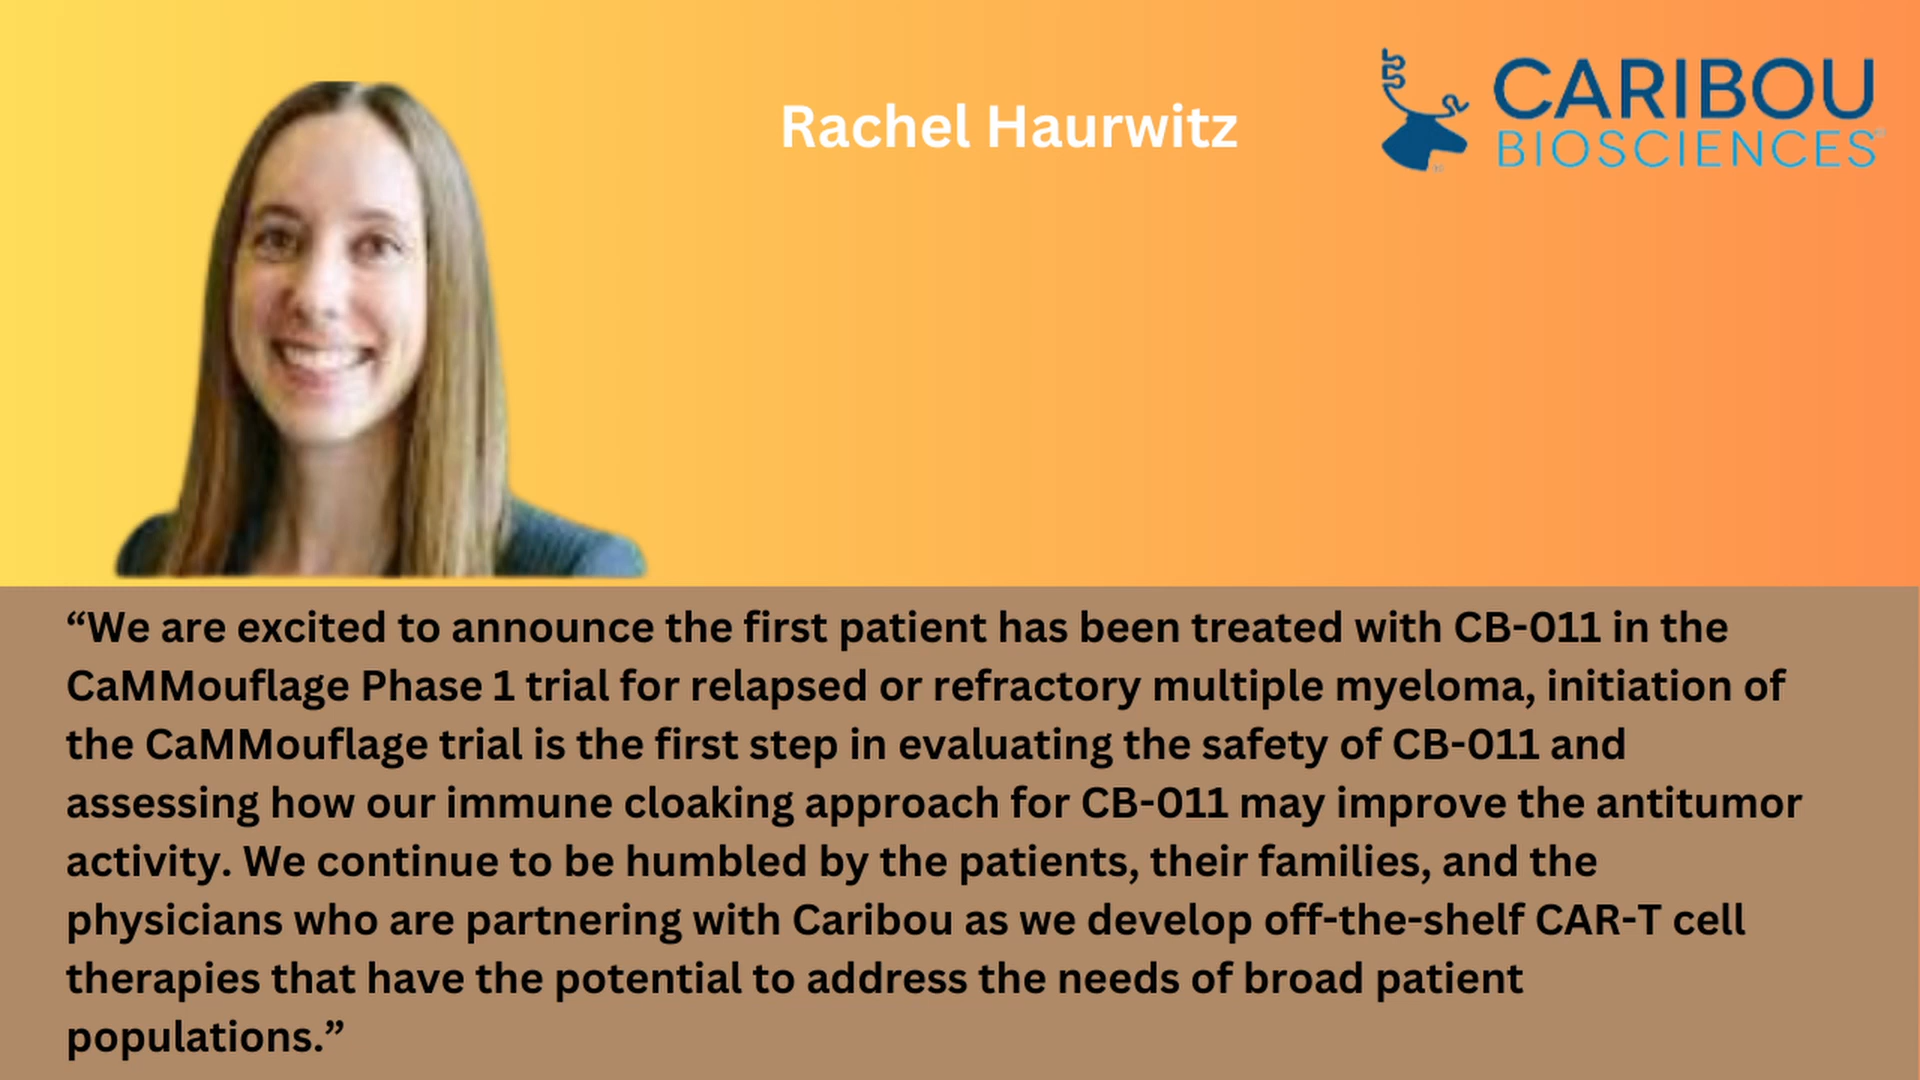 Rachel Haurwitz
CARIBOU
BIOSCIENCES
“We are excited to announce the first patient has been treated with CB-011 in the
CaMMouflage Phase 1 trial for relapsed or refractory multiple myeloma, initiation of
the CaMMouflage trial is the first step in evaluating the safety of CB-011 and
assessing how our immune cloaking approach for CB-011 may improve the antitumor
activity. We continue to be humbled by the patients, their families, and the
physicians who are partnering with Caribou as we develop off-the-shelf CAR-T cell
therapies that have the potential to address the needs of broad patient
populations.”